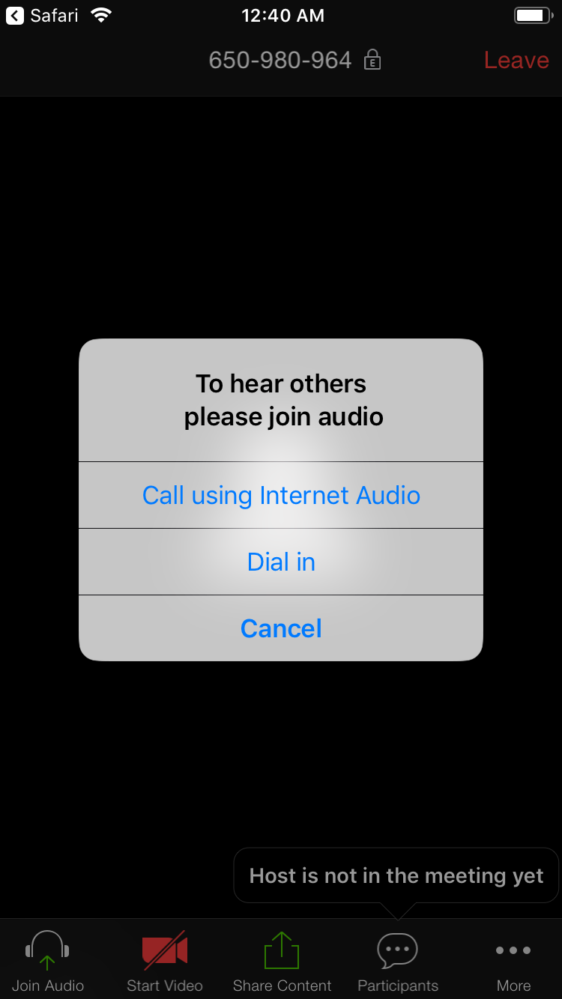 Safari
12:40 AM
650-980-964
E
Leave
To hear others
please join audio
Call using Internet Audio
Dial in
Cancel
Host is not in the meeting yet
Join Audio
Start Video
Share Content
Participants
More